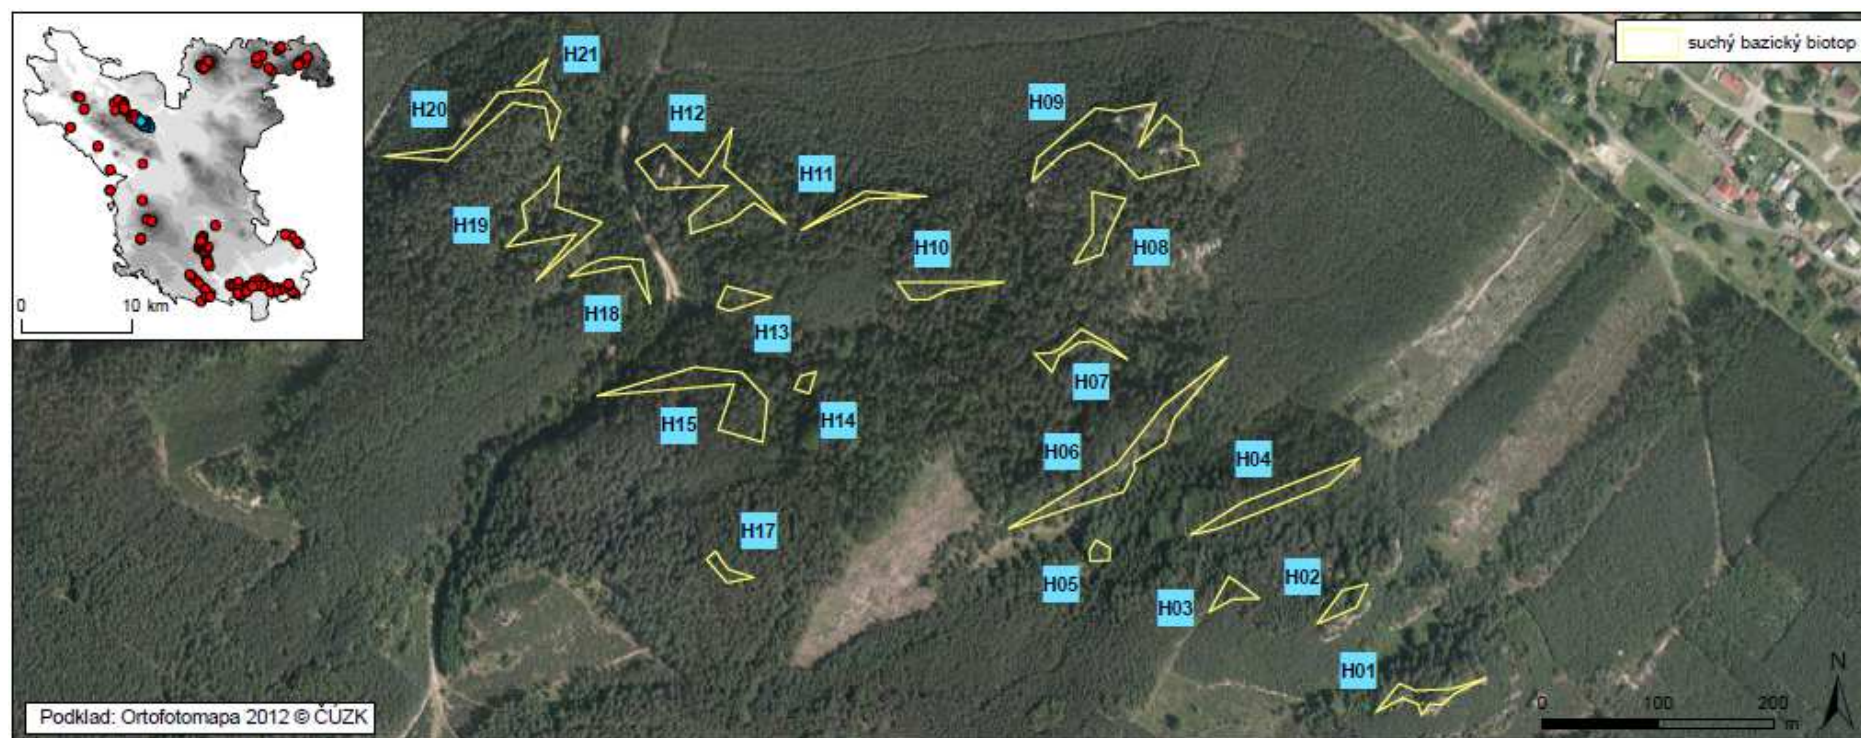 suchý bazický biotop
H21
H20
H12
H09
H11
H19
H10
H08
H18
H13
H07
H15
H14
H06
H04
H17
H05
H02
H03
H01
0 10 km
N
0 100 200
m
Podklad: Ortofotomapa 2012 © ČÚZK